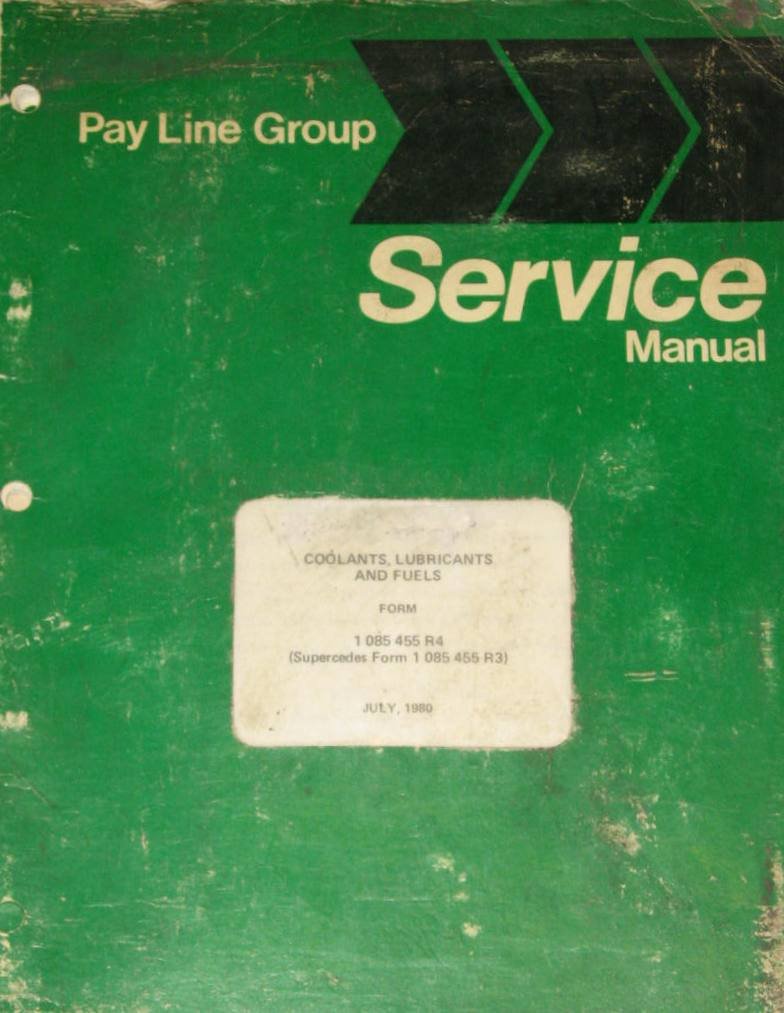 Pay Line Group
Service
Manual
COOLANTS, LUBRICANTS
AND FUELS
FORM
1 085 455 R4
(Supercedes Form 1 085 455 R3)
JULY, 1980